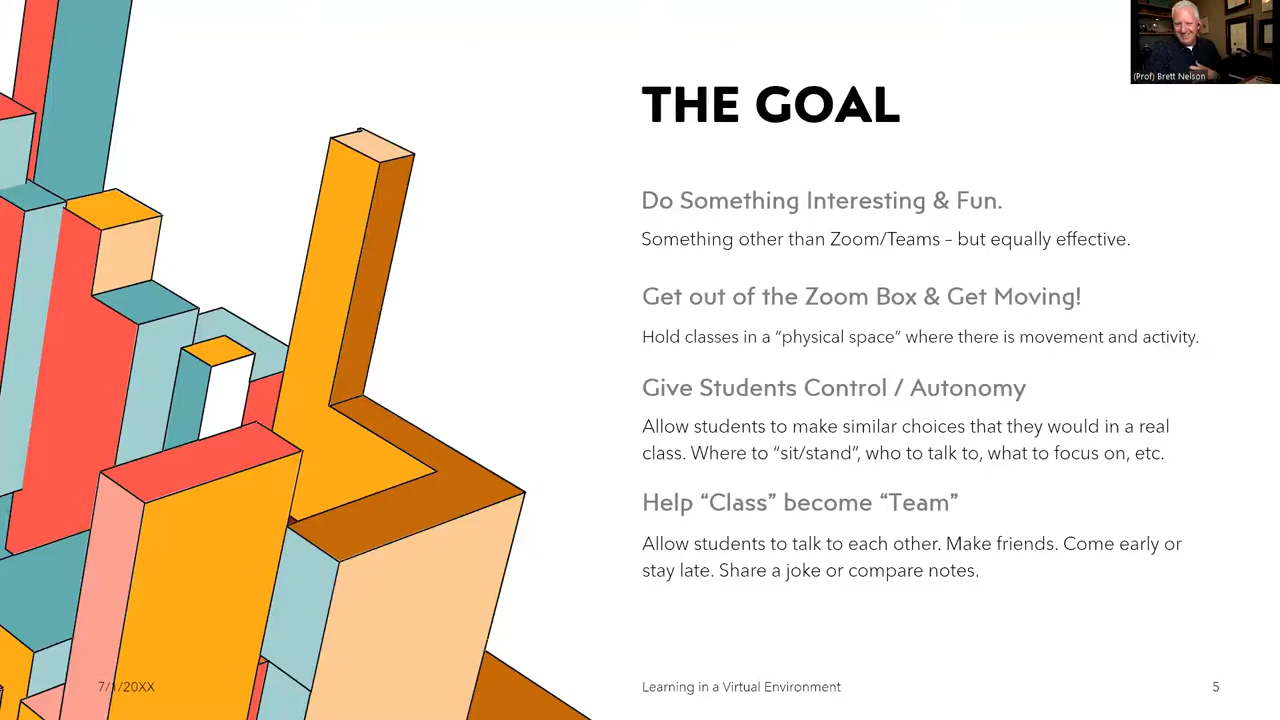 (Prof) Brett Nelson
THE GOAL
Do Something Interesting & Fun.
Something other than Zoom/Teams – but equally effective.
Get out of the Zoom Box & Get Moving!
Hold classes in a “physical space” where there is movement and activity.
Give Students Control / Autonomy
Allow students to make similar choices that they would in a real
class. Where to “sit/stand”, who to talk to, what to focus on, etc.
Help “Class” become “Team”
Allow students to talk to each other. Make friends. Come early or
stay late. Share a joke or compare notes.
7/1/20XX
Learning in a Virtual Environment
5